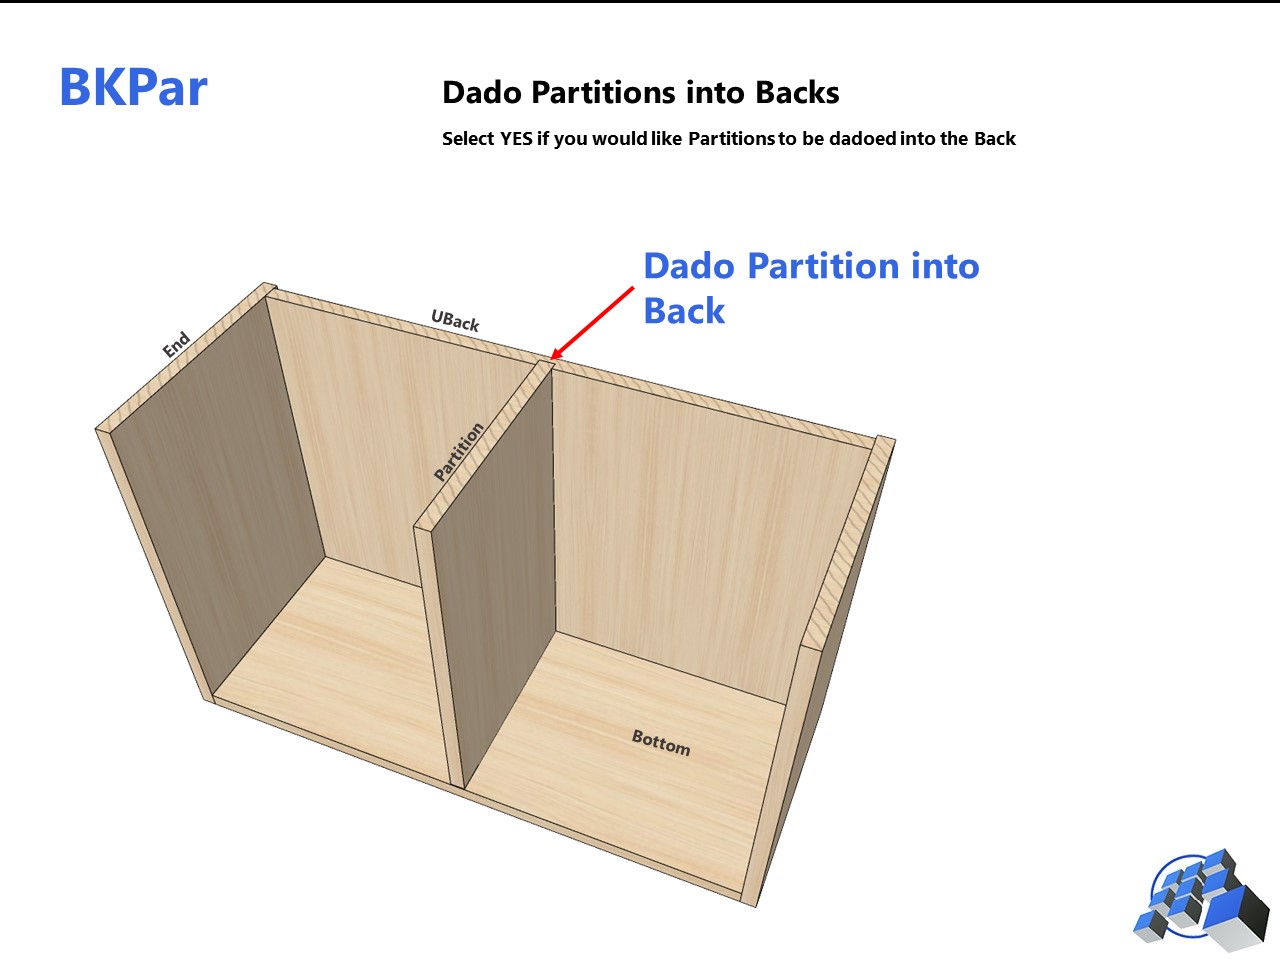 BKPar
Dado Partitions into Backs
Select YES if you would like Partitions to be dadoed into the Back
Dado Partition into
Back
UBack
End
Partition
Bottom